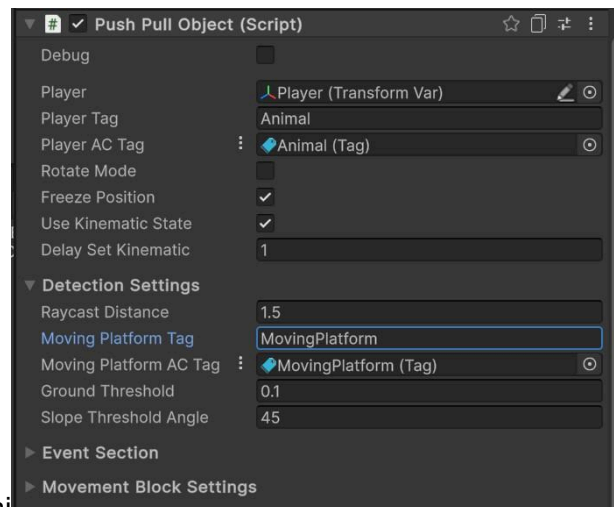 Push Pull Object (Script)
Debug
Player Player (Transform Var)
Player Tag Animal
Player AC Tag Animal (Tag)
Rotate Mode
Freeze Position
Use Kinematic State
Delay Set Kinematic 1
Detection Settings
Raycast Distance 1.5
Moving Platform Tag MovingPlatform
Moving Platform AC Tag MovingPlatform (Tag)
Ground Threshold 0.1
Slope Threshold Angle 45
Event Section
Movement Block Settings